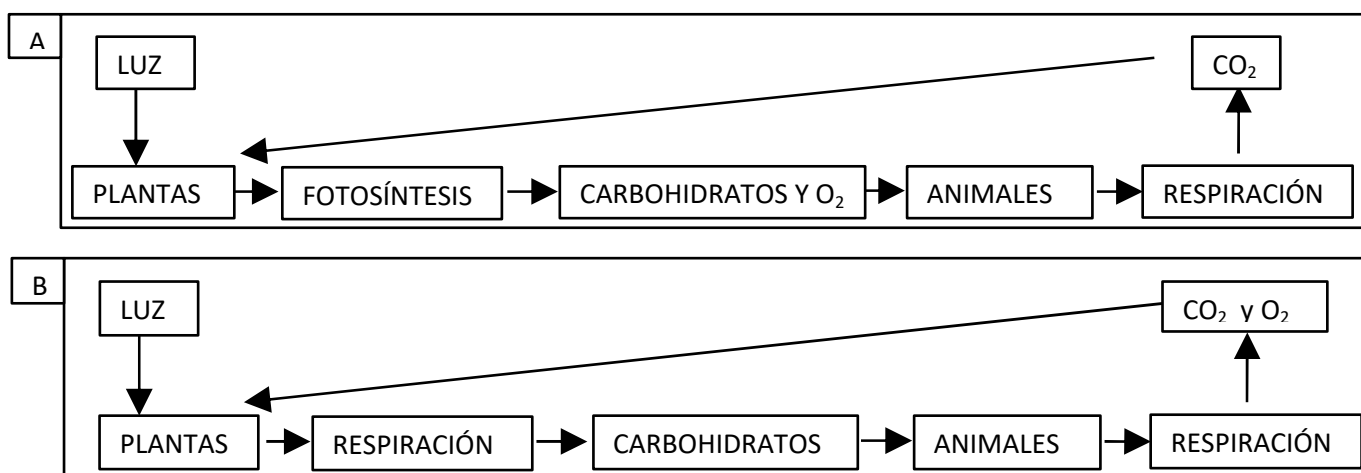 A
LUZ
CO₂
PLANTAS
FOTOSÍNTESIS
CARBOHIDRATOS Y O₂
ANIMALES
RESPIRACIÓN
B
LUZ
CO₂ y O₂
PLANTAS
RESPIRACIÓN
CARBOHIDRATOS
ANIMALES
RESPIRACIÓN